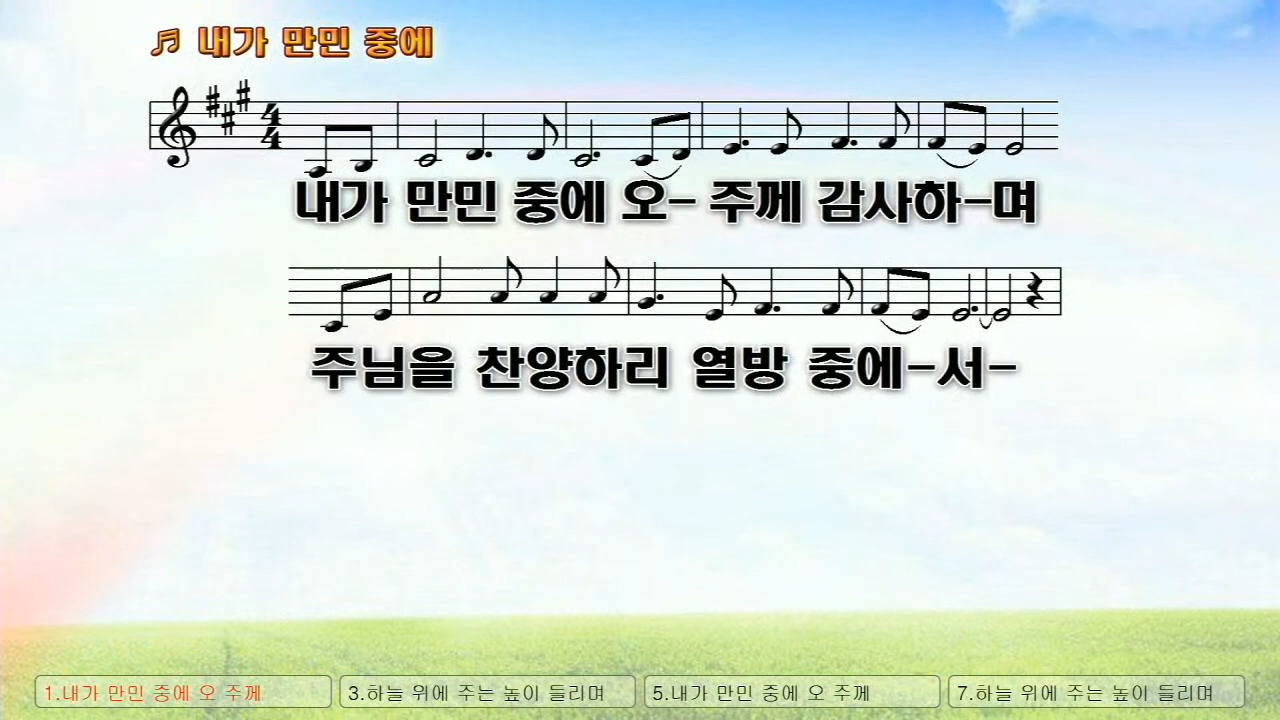 내가 만민 중에
내가 만민 중에 오- 주께 감사하-며
주님을 찬양하리 열방 중에-서-
1.내가 만민 중에 오 주께
3.하늘 위에 주는 높이 들리며
5.내가 만민 중에 오 주께
7.하늘 위에 주는 높이 들리며